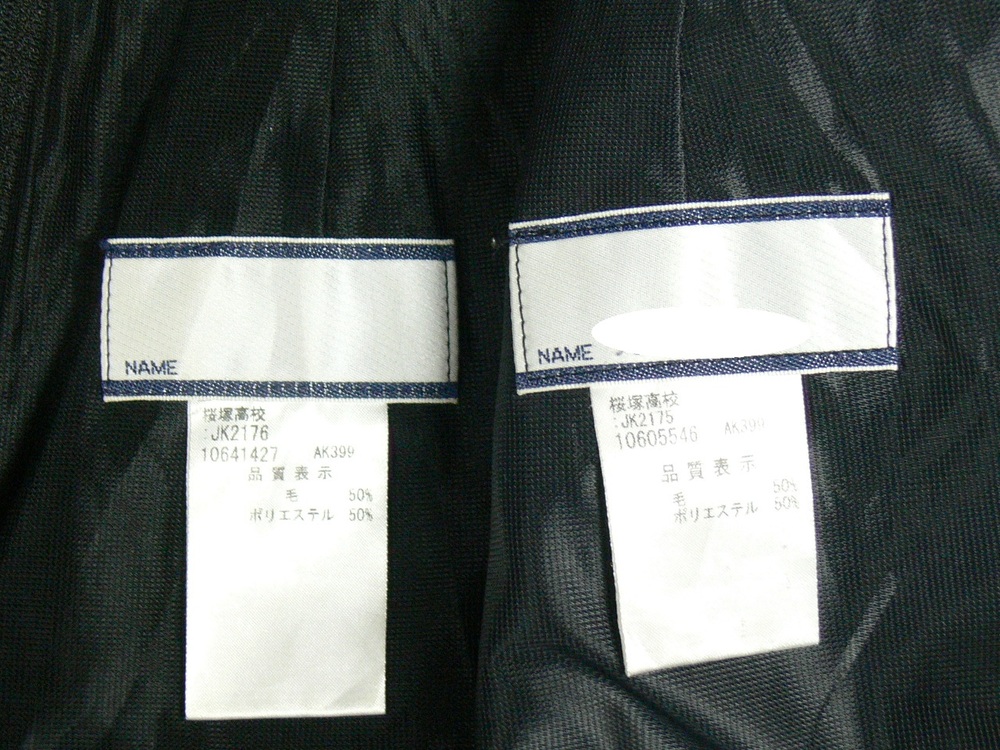 NAME
桜塚高校
:JK2176
10641427 AK399
品質表示
毛 50%
ポリエステル 50%
NAME
桜塚高校
:JK2175
10605546 AK399
品質表示
毛 50%
ポリエステル 50%